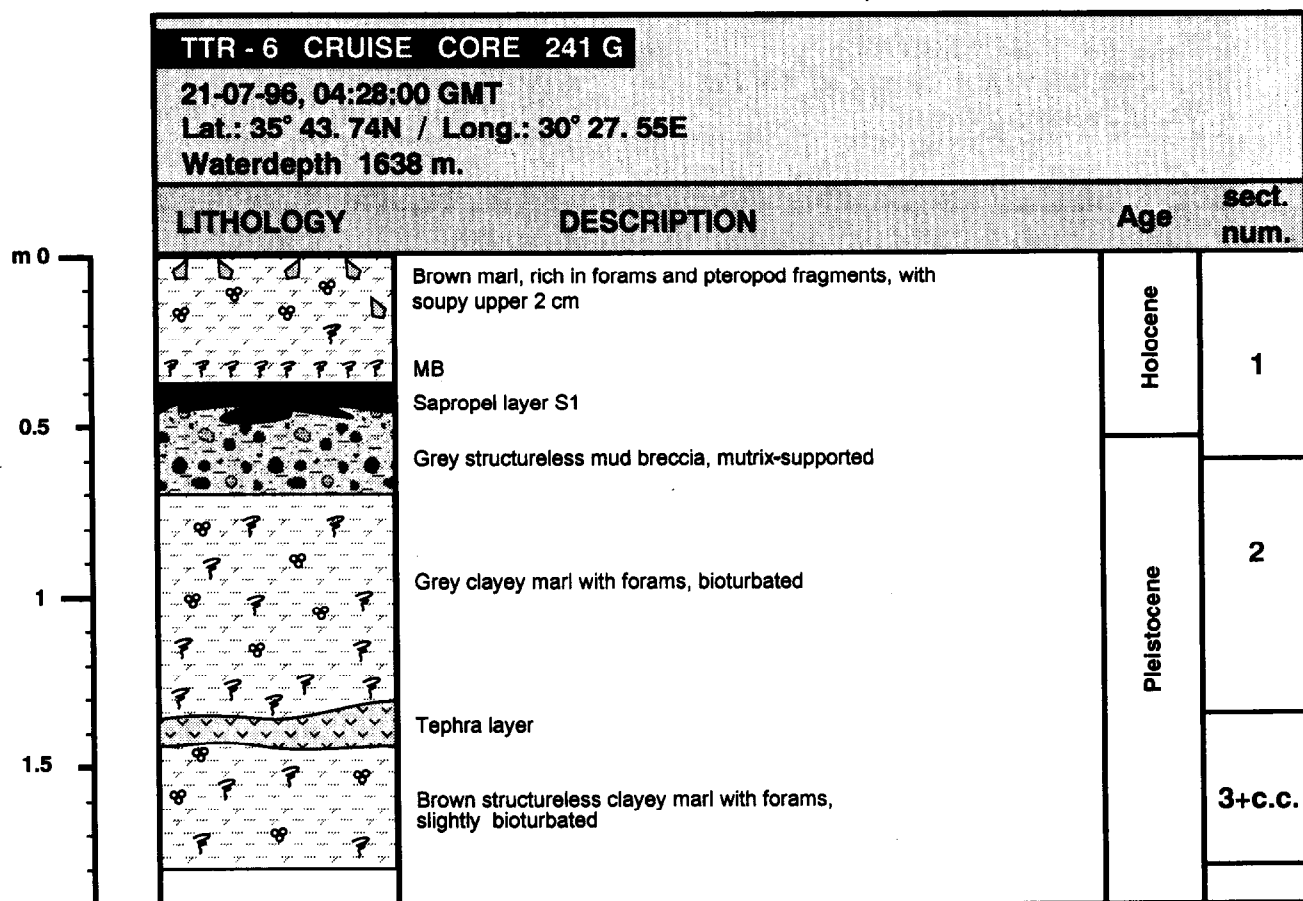 TTR - 6 CRUISE CORE 241 G
21-07-96, 04:28:00 GMT
Lat.: 35° 43. 74N / Long.: 30° 27. 55E
Waterdepth 1638 m.
LITHOLOGY DESCRIPTION Age sect. num.
m 0
Brown marl, rich in forams and pteropod fragments, with
soupy upper 2 cm
Holocene
1
MB
Sapropel layer S1
0.5
Grey structureless mud breccia, mutrix-supported
2
Grey clayey marl with forams, bioturbated
1
Pleistocene
Tephra layer
1.5
Brown structureless clayey marl with forams,
slightly bioturbated
3+c.c.